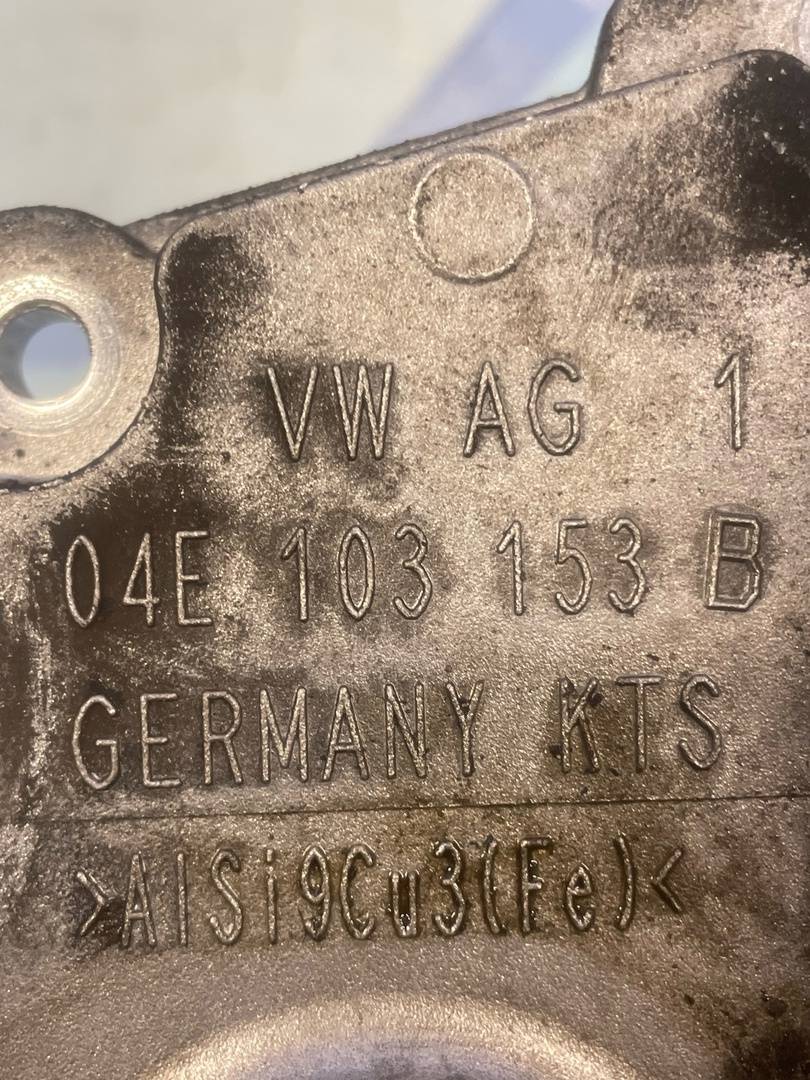 VW AG 1
04E 103 153 B
GERMANY KTS
>AlSi9Cu3(Fe)<